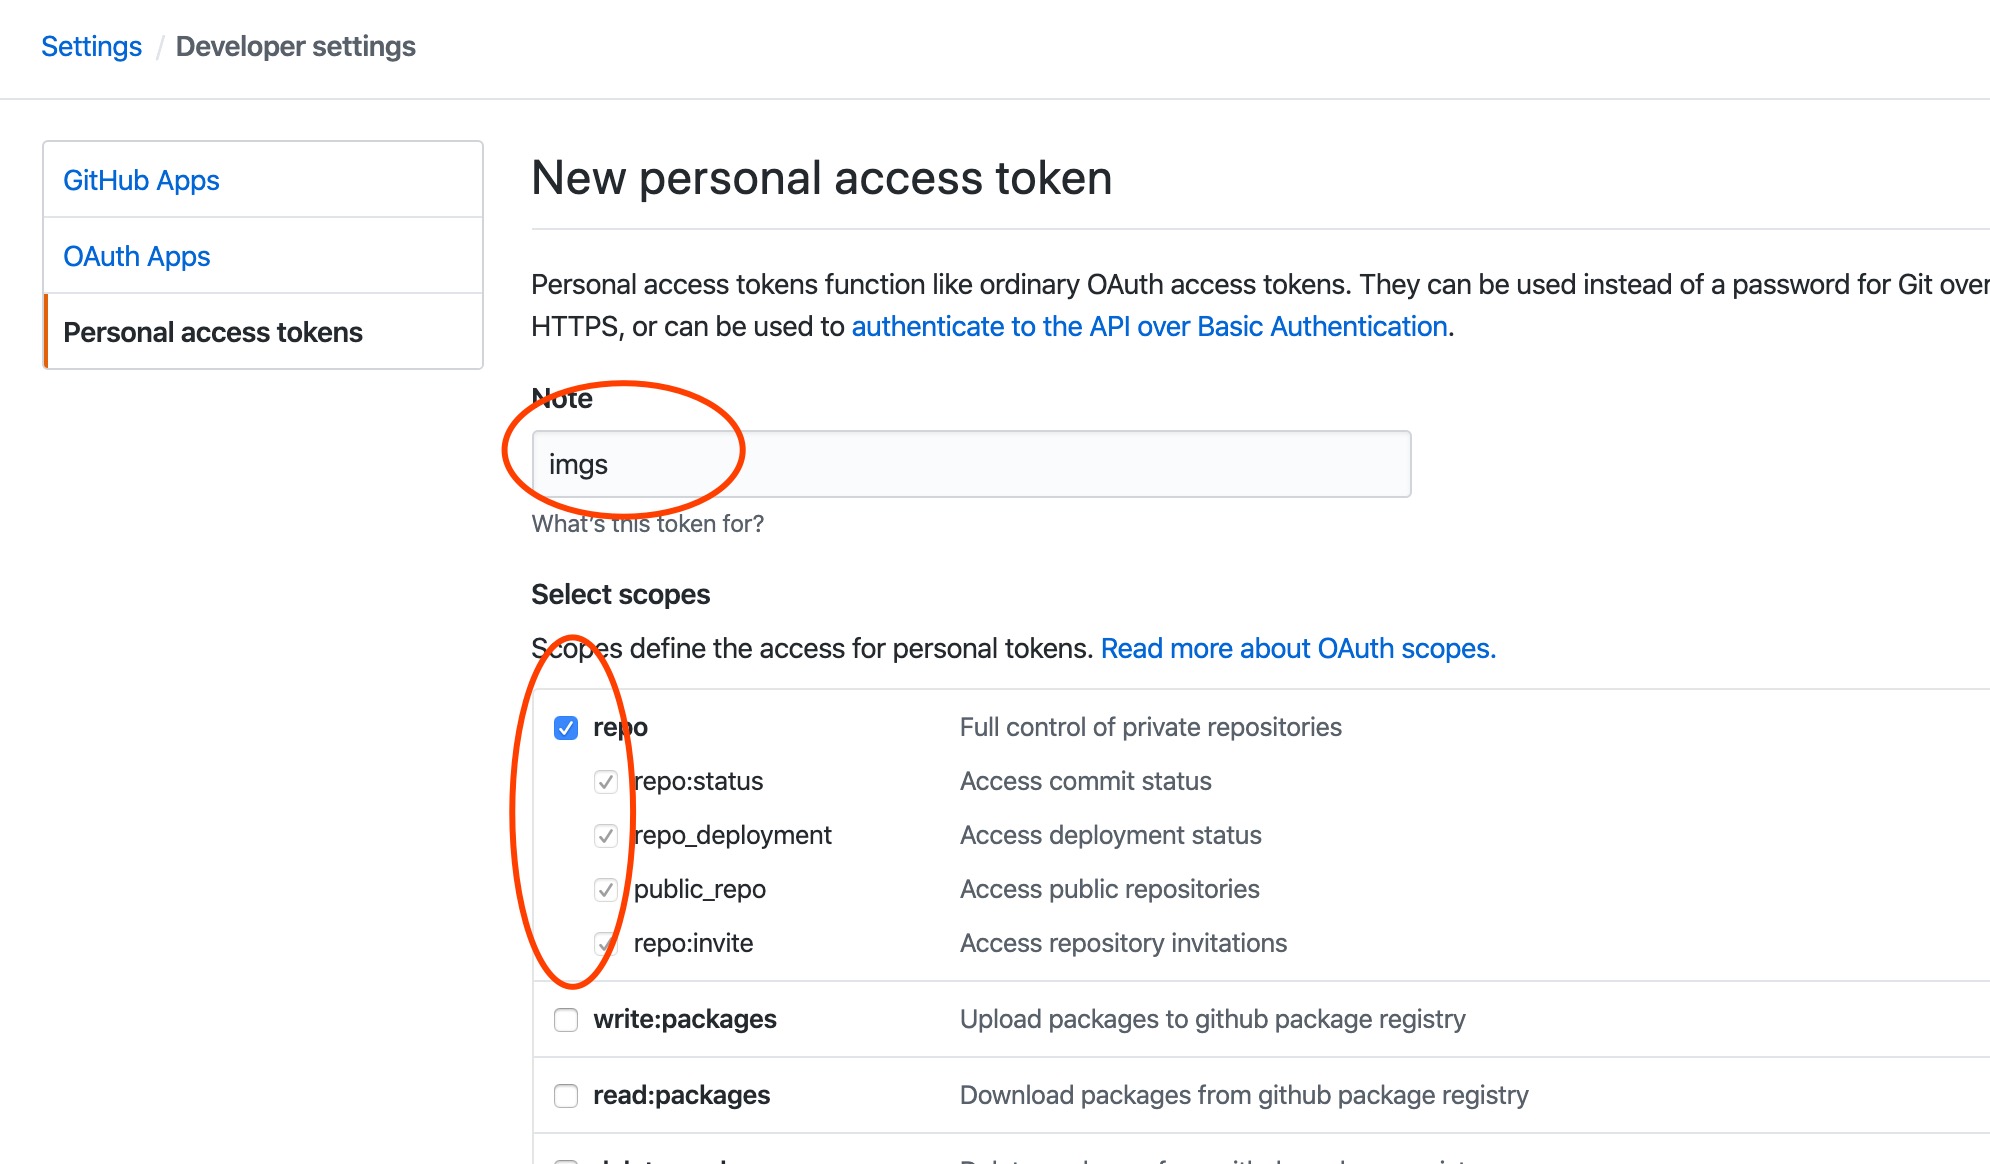 Settings / Developer settings
GitHub Apps
OAuth Apps
Personal access tokens
New personal access token
Personal access tokens function like ordinary OAuth access tokens. They can be used instead of a password for Git over
HTTPS, or can be used to authenticate to the API over Basic Authentication.
Note
imgs
What's this token for?
Select scopes
Scopes define the access for personal tokens. Read more about OAuth scopes.
repo Full control of private repositories
repo:status Access commit status
repo_deployment Access deployment status
public_repo Access public repositories
repo:invite Access repository invitations
write:packages Upload packages to github package registry
read:packages Download packages from github package registry